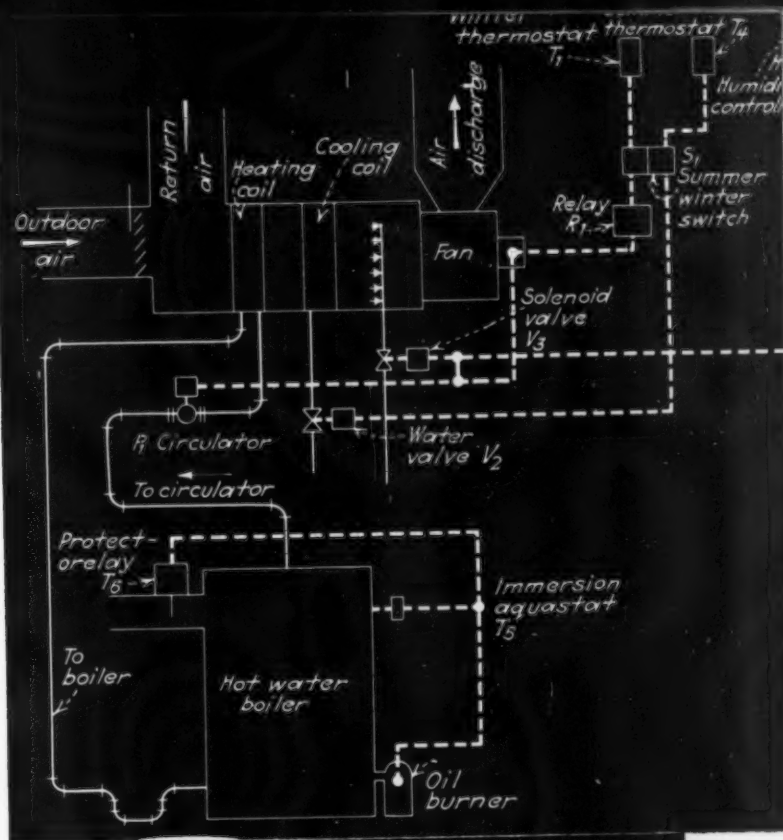 thermostat
T1
thermostat T4
control
Return
air
Heating
coil
Cooling
coil
Air
discharge
S1
Summer
winter
switch
Relay
R1
Outdoor
air
Fan
Solenoid
valve
V3
P1 Circulator
Water
valve V2
To circulator
Protect-
orelay
T6
Immersion
aquastat
T5
To
boiler
Hot water
boiler
Oil
burner